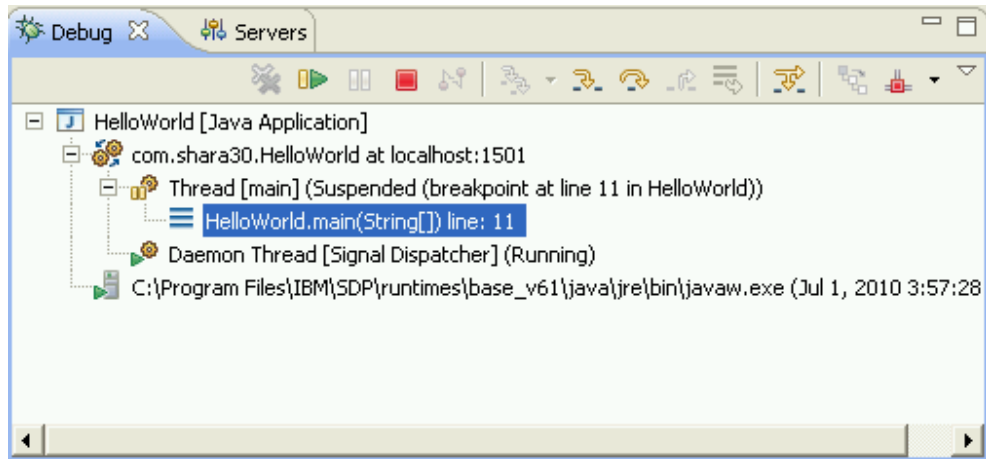 Debug Servers
HelloWorld [Java Application]
com.shara30.HelloWorld at localhost:1501
Thread [main] (Suspended (breakpoint at line 11 in HelloWorld))
HelloWorld.main(String[]) line: 11
Daemon Thread [Signal Dispatcher] (Running)
C:\Program Files\IBM\SDP\runtimes\base_v61\java\jre\bin\javaw.exe (Jul 1, 2010 3:57:28